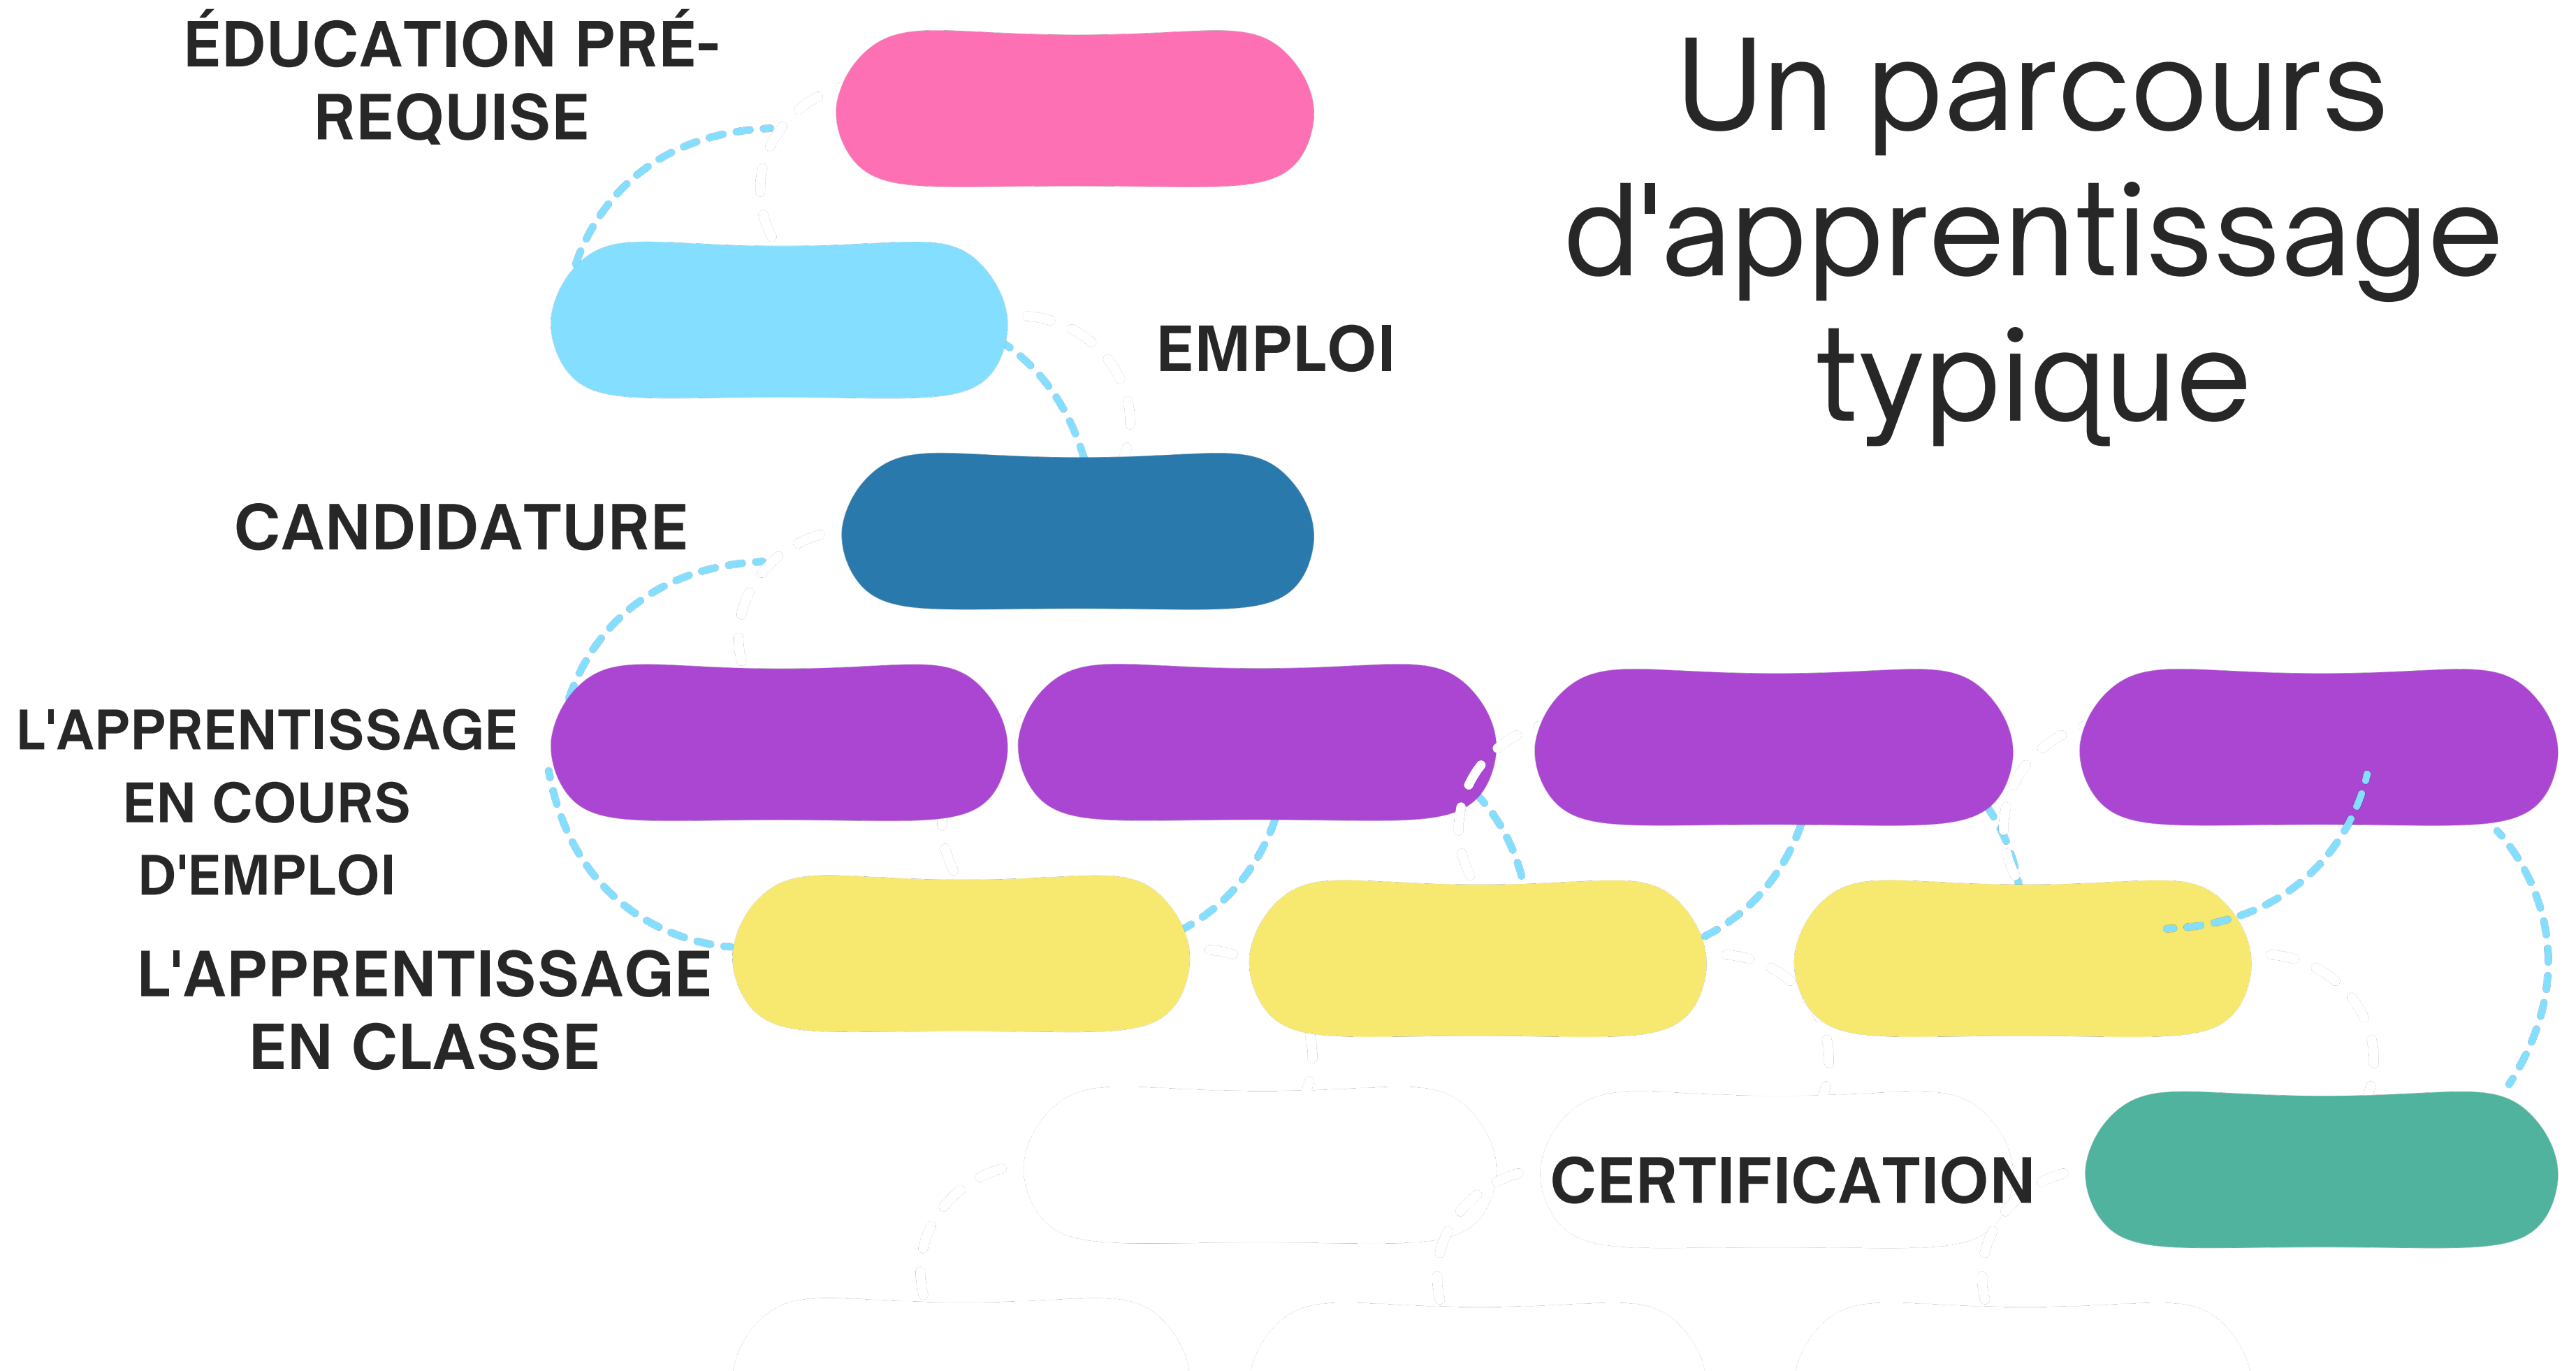 ÉDUCATION PRÉ-
REQUISE
Un parcours
d'apprentissage
typique
EMPLOI
CANDIDATURE
L'APPRENTISSAGE
EN COURS
D'EMPLOI
L'APPRENTISSAGE
EN CLASSE
CERTIFICATION